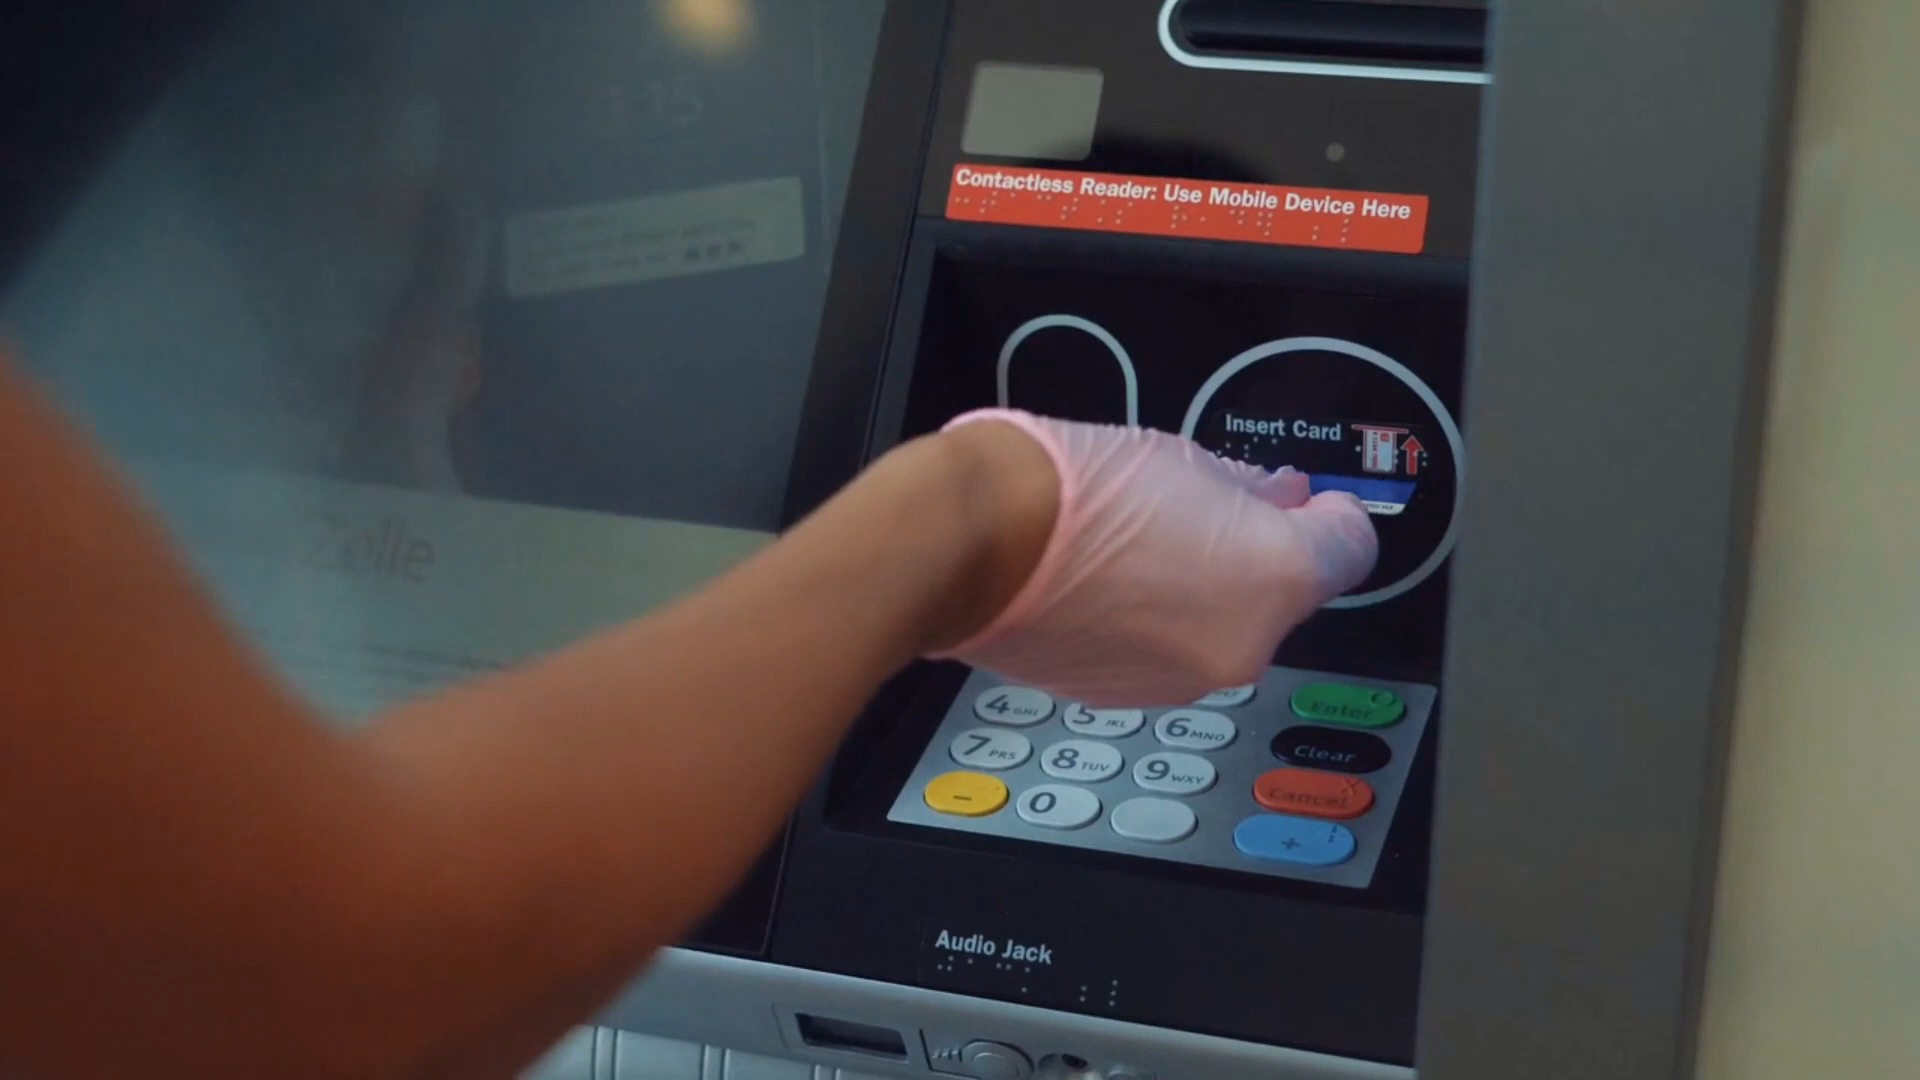 Contactless Reader: Use Mobile Device Here
Insert Card
Zelle
4 GHI
5 JKL
6 MNO
Enter
7 PRS
8 TUV
9 WXY
Clear
-
0
Cancel
+
Audio Jack